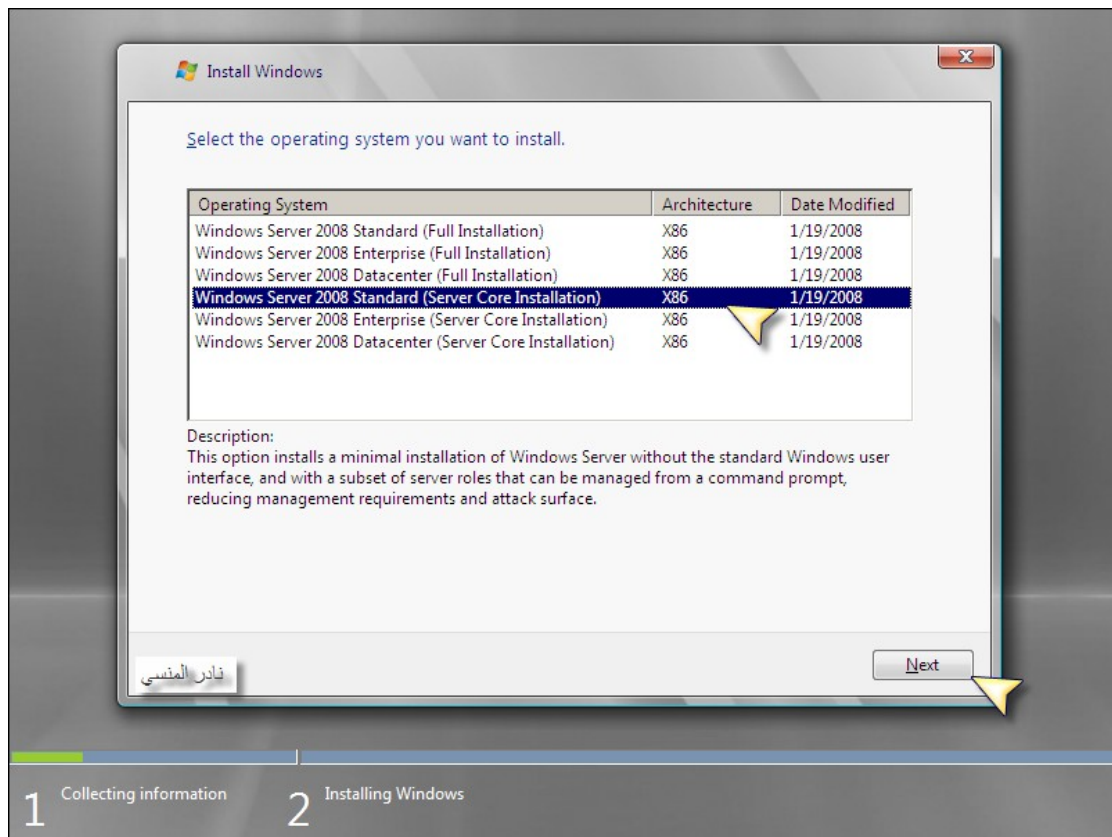 Install Windows
Select the operating system you want to install.
Operating System Architecture Date Modified
Windows Server 2008 Standard (Full Installation) X86 1/19/2008
Windows Server 2008 Enterprise (Full Installation) X86 1/19/2008
Windows Server 2008 Datacenter (Full Installation) X86 1/19/2008
Windows Server 2008 Standard (Server Core Installation) X86 1/19/2008
Windows Server 2008 Enterprise (Server Core Installation) X86 1/19/2008
Windows Server 2008 Datacenter (Server Core Installation) X86 1/19/2008
Description:
This option installs a minimal installation of Windows Server without the standard Windows user
interface, and with a subset of server roles that can be managed from a command prompt,
reducing management requirements and attack surface.
Next
نادر المنسي
1 Collecting information 2 Installing Windows